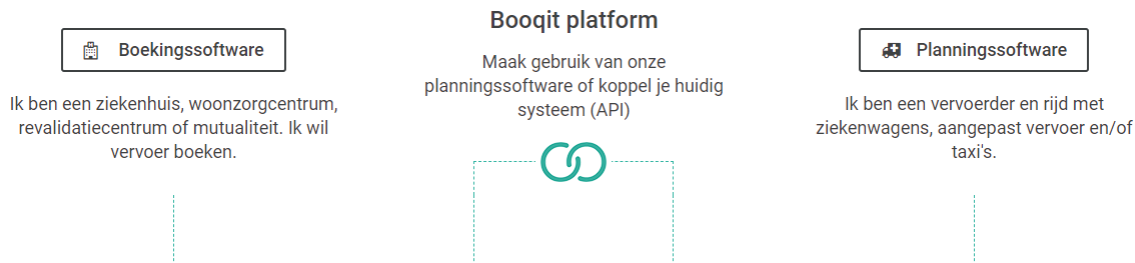 Booqit platform
Boekingssoftware
Ik ben een ziekenhuis, woonzorgcentrum,
revalidatiecentrum of mutualiteit. Ik wil
vervoer boeken.
Maak gebruik van onze
planningssoftware of koppel je huidig
systeem (API)
Planningssoftware
Ik ben een vervoerder en rijd met
ziekenwagens, aangepast vervoer en/of
taxi's.